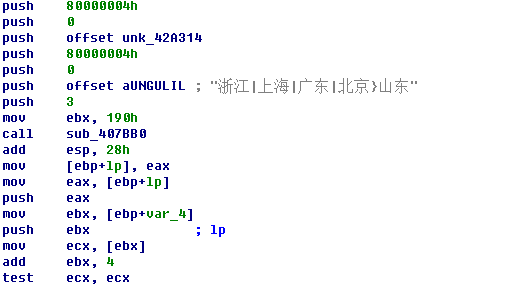 push    80000004h
push    0
push    offset unk_42A314
push    80000004h
push    0
push    offset aUNGULIL ; "浙江|上海|广东|北京}山东"
push    3
mov     ebx, 190h
call    sub_407BB0
add     esp, 28h
mov     [ebp+lp], eax
mov     eax, [ebp+lp]
push    eax
mov     ebx, [ebp+var_4]
push    ebx             ; lp
mov     ecx, [ebx]
add     ebx, 4
test    ecx, ecx